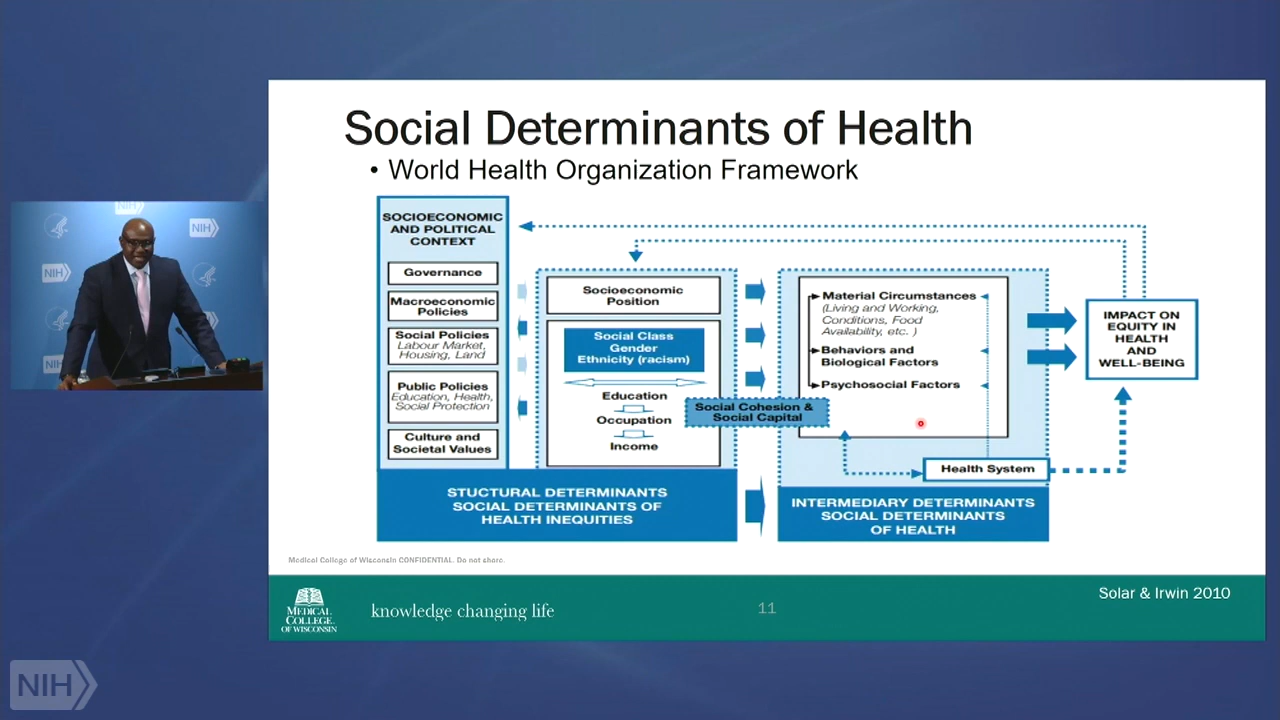 Social Determinants of Health
• World Health Organization Framework
SOCIOECONOMIC
AND POLITICAL
CONTEXT
Governance
Macroeconomic
Policies
Social Policies
Labour Market,
Housing, Land
Public Policies
Education, Health,
Social Protection
Culture and
Societal Values
Socioeconomic
Position
Social Class
Gender
Ethnicity (racism)
Education
Occupation
Income
Social Cohesion &
Social Capital
Material Circumstances
(Living and Working,
Conditions, Food
Availability, etc. )
Behaviors and
Biological Factors
Psychosocial Factors
Health System
IMPACT ON
EQUITY IN
HEALTH
AND
WELL-BEING
STUCTURAL DETERMINANTS
SOCIAL DETERMINANTS OF
HEALTH INEQUITIES
INTERMEDIARY DETERMINANTS
SOCIAL DETERMINANTS
OF HEALTH
Medical College of Wisconsin CONFIDENTIAL. Do not share.
MEDICAL
COLLEGE
OF WISCONSIN
knowledge changing life
11
Solar & Irwin 2010
NIH
NIH
NIH
NIH
NIH